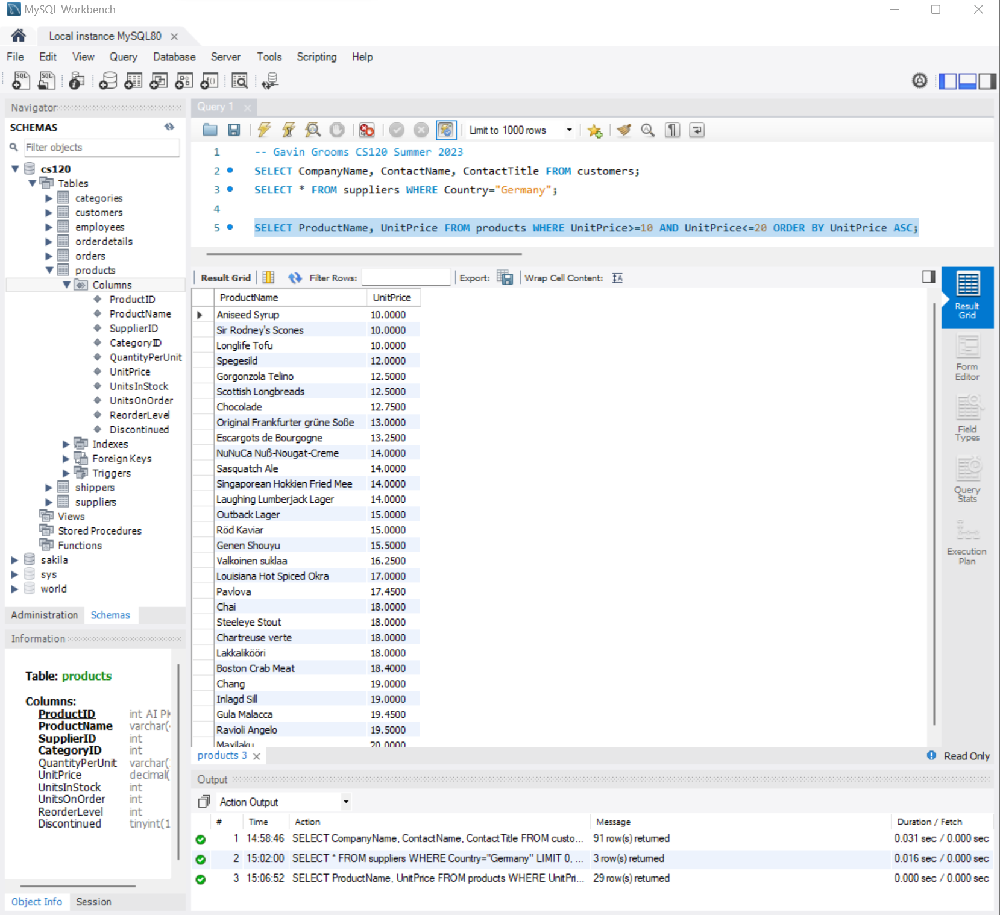 MySQL Workbench
Local instance MySQL80
File Edit View Query Database Server Tools Scripting Help
Navigator
SCHEMAS
Filter objects
cs120
Tables
categories
customers
employees
orderdetails
orders
products
Columns
ProductID
ProductName
SupplierID
CategoryID
QuantityPerUnit
UnitPrice
UnitsInStock
UnitsOnOrder
ReorderLevel
Discontinued
Indexes
Foreign Keys
Triggers
shippers
suppliers
Views
Stored Procedures
Functions
sakila
sys
world
Administration Schemas
Information
Table: products
Columns:
ProductID int AI PK
ProductName varchar(
SupplierID int
CategoryID int
QuantityPerUnit varchar(
UnitPrice decimal(
UnitsInStock int
UnitsOnOrder int
ReorderLevel int
Discontinued tinyint(1
Object Info Session
Query 1
Limit to 1000 rows
1 -- Gavin Grooms CS120 Summer 2023
2 SELECT CompanyName, ContactName, ContactTitle FROM customers;
3 SELECT * FROM suppliers WHERE Country="Germany";
4
5 SELECT ProductName, UnitPrice FROM products WHERE UnitPrice>=10 AND UnitPrice<=20 ORDER BY UnitPrice ASC;
Result Grid Filter Rows: Export: Wrap Cell Content:
ProductName UnitPrice
Aniseed Syrup 10.0000
Sir Rodney's Scones 10.0000
Longlife Tofu 10.0000
Spegesild 12.0000
Gorgonzola Telino 12.5000
Scottish Longbreads 12.5000
Chocolade 12.7500
Original Frankfurter grüne Soße 13.0000
Escargots de Bourgogne 13.2500
NuNuCa Nuß-Nougat-Creme 14.0000
Sasquatch Ale 14.0000
Singaporean Hokkien Fried Mee 14.0000
Laughing Lumberjack Lager 14.0000
Outback Lager 15.0000
Röd Kaviar 15.0000
Genen Shouyu 15.5000
Valkoinen suklaa 16.2500
Louisiana Hot Spiced Okra 17.0000
Pavlova 17.4500
Chai 18.0000
Steeleye Stout 18.0000
Chartreuse verte 18.0000
Lakkalikööri 18.0000
Boston Crab Meat 18.4000
Chang 19.0000
Inlagd Sill 19.0000
Gula Malacca 19.4500
Ravioli Angelo 19.5000
Maxilaku 20.0000
Result
Grid
Form
Editor
Field
Types
Query
Stats
Execution
Plan
products 3
Read Only
Output
Action Output
# Time Action Message Duration / Fetch
1 14:58:46 SELECT CompanyName, ContactName, ContactTitle FROM custo... 91 row(s) returned 0.031 sec / 0.000 sec
2 15:02:00 SELECT * FROM suppliers WHERE Country="Germany" LIMIT 0, ... 3 row(s) returned 0.016 sec / 0.000 sec
3 15:06:52 SELECT ProductName, UnitPrice FROM products WHERE UnitPri... 29 row(s) returned 0.000 sec / 0.000 sec